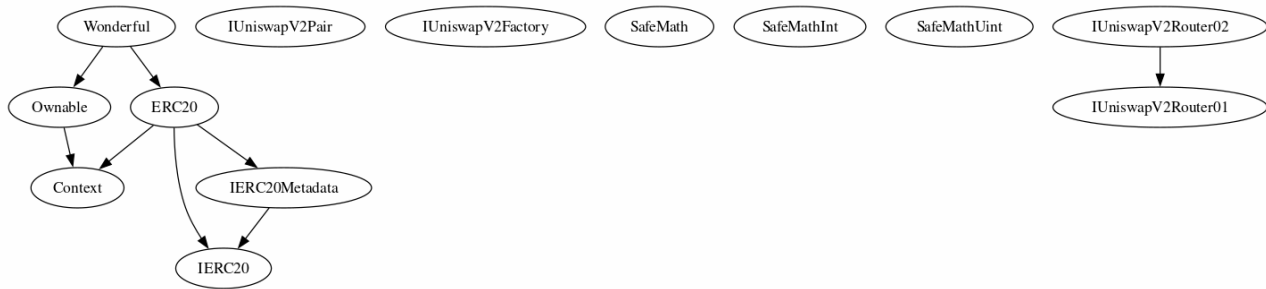 Wonderful
IUniswapV2Pair
IUniswapV2Factory
SafeMath
SafeMathInt
SafeMathUint
IUniswapV2Router02
Ownable
ERC20
IUniswapV2Router01
Context
IERC20Metadata
IERC20